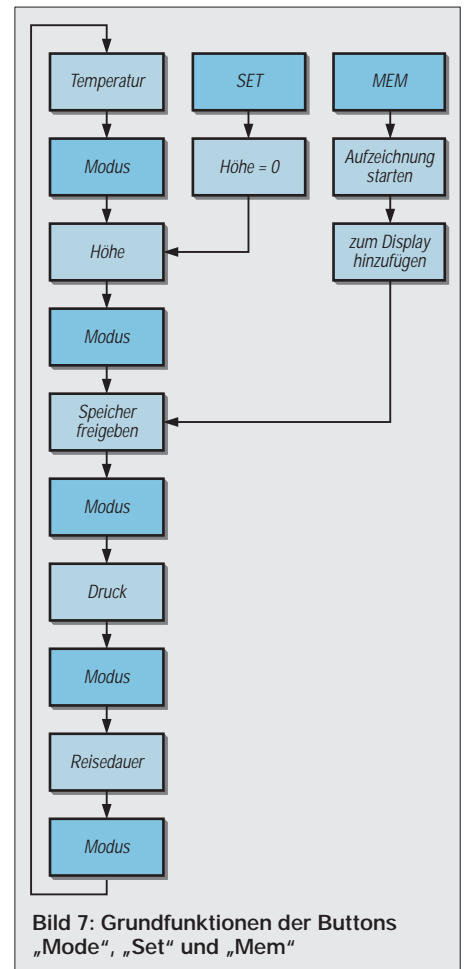 Temperatur
SET
MEM
Modus
Höhe = 0
Aufzeichnung
starten
Höhe
zum Display
hinzufügen
Modus
Speicher
freigeben
Modus
Druck
Modus
Reisedauer
Modus
Bild 7: Grundfunktionen der Buttons
„Mode“, „Set“ und „Mem“